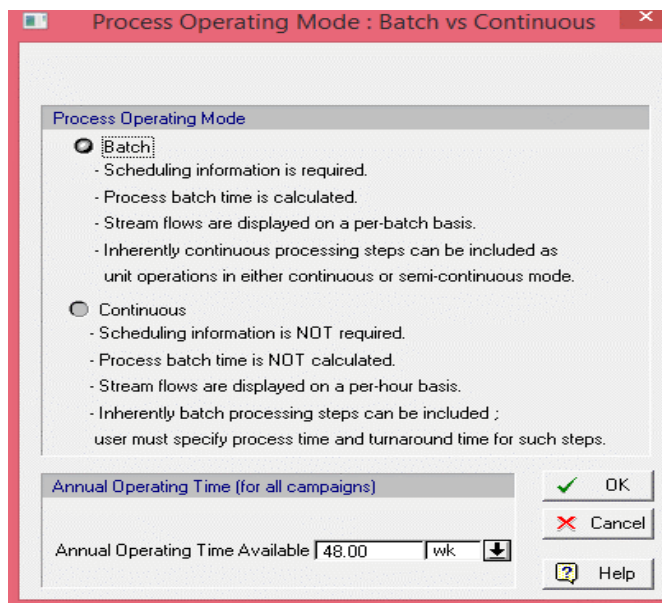 Process Operating Mode : Batch vs Continuous
Process Operating Mode
Batch
- Scheduling information is required.
- Process batch time is calculated.
- Stream flows are displayed on a per-batch basis.
- Inherently continuous processing steps can be included as
unit operations in either continuous or semi-continuous mode.
Continuous
- Scheduling information is NOT required.
- Process batch time is NOT calculated.
- Stream flows are displayed on a per-hour basis.
- Inherently batch processing steps can be included ;
user must specify process time and turnaround time for such steps.
Annual Operating Time (for all campaigns)
Annual Operating Time Available 48.00 wk
OK
Cancel
Help